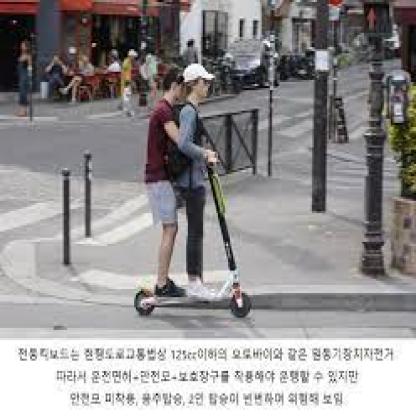 전동킥보드는 현행도로교통법상 125cc이하의 오토바이와 같은 원동기장치자전거
따라서 운전면허+안전모+보호장구를 착용해야 운행할 수 있지만
안전모 미착용, 음주탑승, 2인 탑승이 빈번하며 위험해 보임.